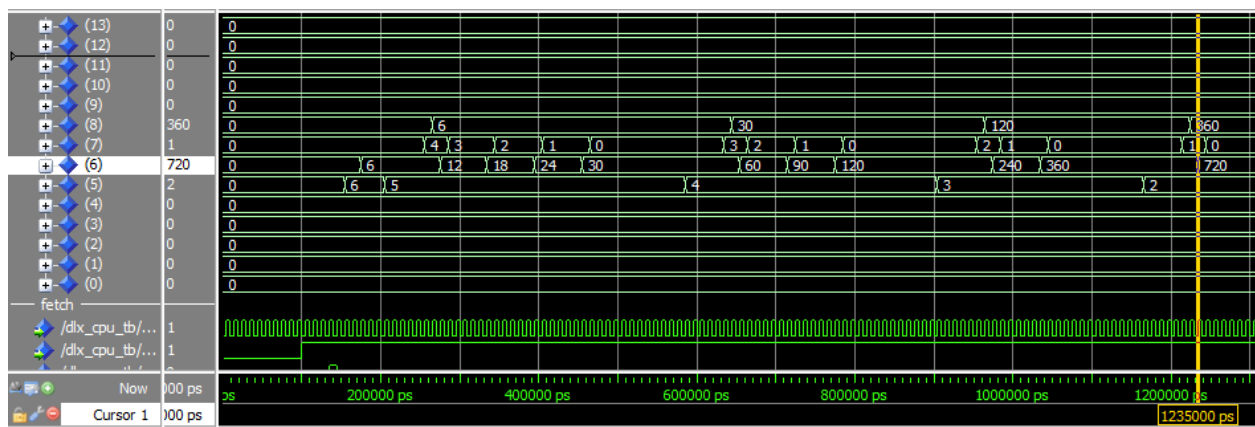 (13) 0 0
(12) 0 0
(11) 0 0
(10) 0 0
(9) 0 0
(8) 360 0 6 30 120 360
(7) 1 0 4 3 2 1 0 3 2 1 0 2 1 0 1 0
(6) 720 0 6 12 18 24 30 60 90 120 240 360 720
(5) 2 0 6 5 4 3 2
(4) 0 0
(3) 0 0
(2) 0 0
(1) 0 0
(0) 0 0
fetch
/dlx_cpu_tb/... 1
/dlx_cpu_tb/... 1
Now 000 ps ps 200000 ps 400000 ps 600000 ps 800000 ps 1000000 ps 1200000 ps
Cursor 1 000 ps 1235000 ps